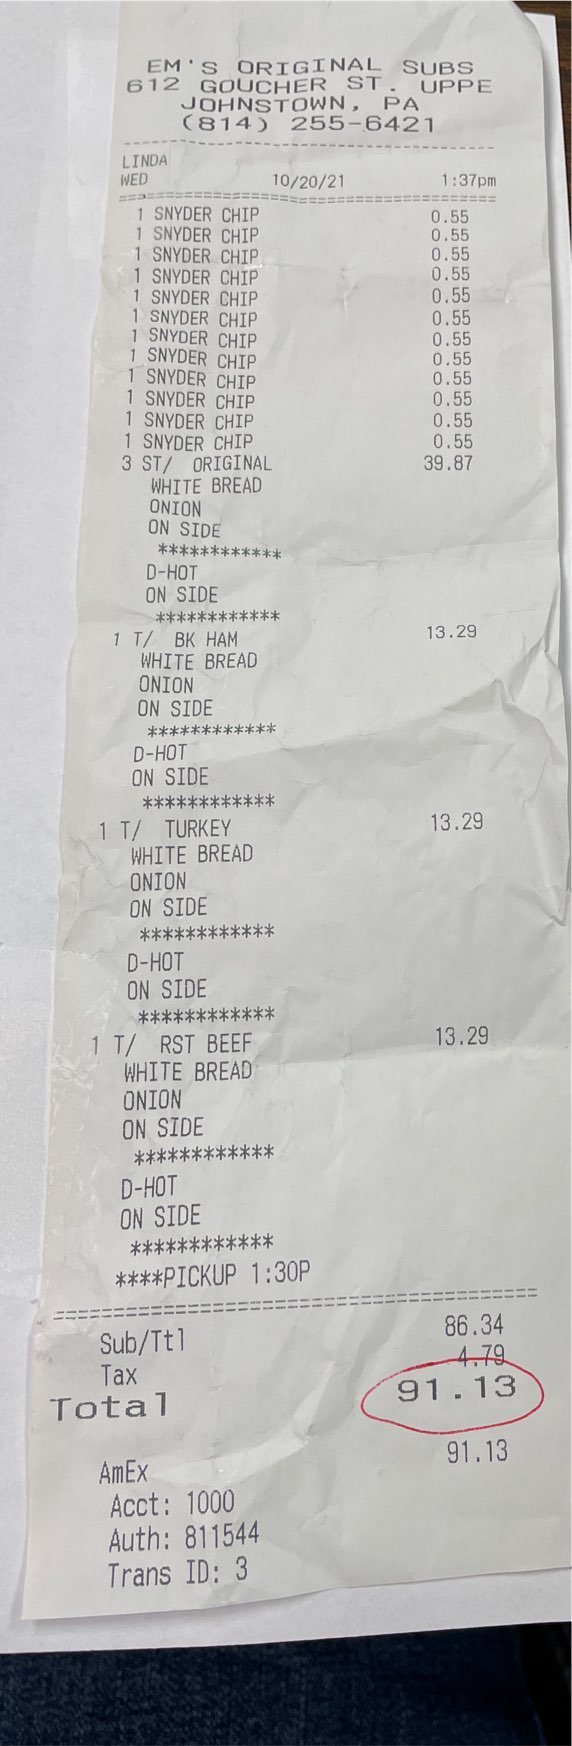 EM'S ORIGINAL SUBS
612 GOUCHER ST. UPPE
JOHNSTOWN, PA
(814) 255-6421
--------------------------------
LINDA
WED 10/20/21 1:37pm
================================
1 SNYDER CHIP 0.55
1 SNYDER CHIP 0.55
1 SNYDER CHIP 0.55
1 SNYDER CHIP 0.55
1 SNYDER CHIP 0.55
1 SNYDER CHIP 0.55
1 SNYDER CHIP 0.55
1 SNYDER CHIP 0.55
1 SNYDER CHIP 0.55
1 SNYDER CHIP 0.55
1 SNYDER CHIP 0.55
1 SNYDER CHIP 0.55
3 ST/ ORIGINAL 39.87
WHITE BREAD
ONION
ON SIDE
************
D-HOT
ON SIDE
************
1 T/ BK HAM 13.29
WHITE BREAD
ONION
ON SIDE
************
D-HOT
ON SIDE
************
1 T/ TURKEY 13.29
WHITE BREAD
ONION
ON SIDE
************
D-HOT
ON SIDE
************
1 T/ RST BEEF 13.29
WHITE BREAD
ONION
ON SIDE
************
D-HOT
ON SIDE
************
****PICKUP 1:30P
================================
Sub/Ttl 86.34
Tax 4.79
Total 91.13
AmEx 91.13
Acct: 1000
Auth: 811544
Trans ID: 3